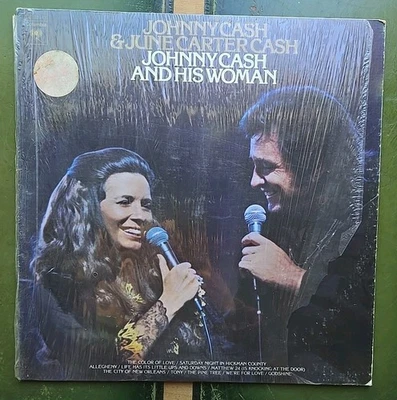 JOHNNY CASH
& JUNE CARTER CASH
JOHNNY CASH
AND HIS WOMAN
THE COLOR OF LOVE / SATURDAY NIGHT IN HICKMAN COUNTY
ALLEGHENY / LIFE HAS ITS LITTLE UPS AND DOWNS / MATTHEW 24 (IS KNOCKING AT THE DOOR)
THE CITY OF NEW ORLEANS / TONY / THE PINE TREE / WE'RE FOR LOVE / GODSHINE